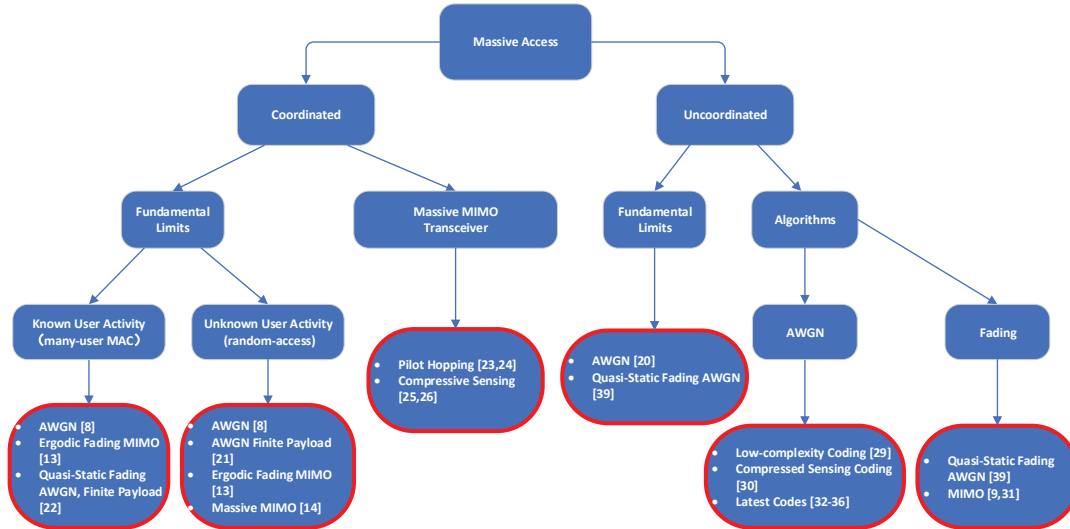 Massive Access
Coordinated
Uncoordinated
Fundamental
Limits
Massive MIMO
Transceiver
Fundamental
Limits
Algorithms
Known User Activity
(many-user MAC)
Unknown User Activity
(random-access)
AWGN
Fading
• Pilot Hopping [23,24]
• Compressive Sensing
[25,26]
• AWGN [20]
• Quasi-Static Fading AWGN
[39]
• AWGN [8]
• Ergodic Fading MIMO
[13]
• Quasi-Static Fading
AWGN, Finite Payload
[22]
• AWGN [8]
• AWGN Finite Payload
[21]
• Ergodic Fading MIMO
[13]
• Massive MIMO [14]
• Low-complexity Coding [29]
• Compressed Sensing Coding
[30]
• Latest Codes [32-36]
• Quasi-Static Fading
AWGN [39]
• MIMO [9,31]